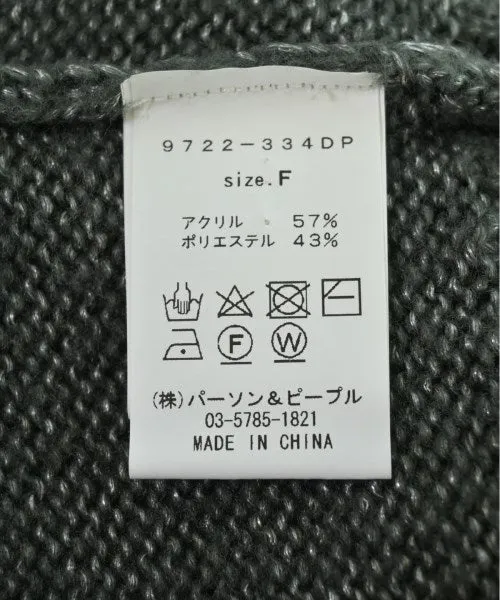 9722-334DP
size.F
アクリル 57%
ポリエステル 43%
F W
(株)パーソン&ピープル
03-5785-1821
MADE IN CHINA